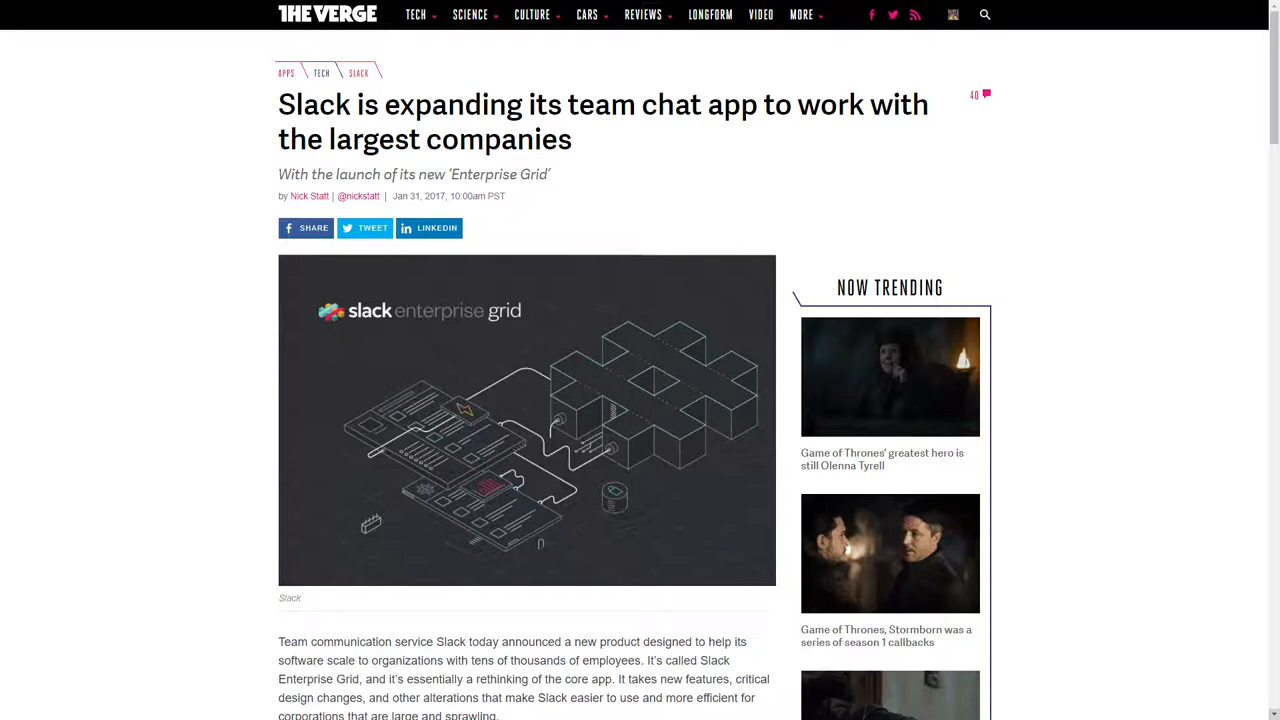 THE VERGE TECH SCIENCE CULTURE CARS REVIEWS LONGFORM VIDEO MORE
APPS TECH SLACK
Slack is expanding its team chat app to work with
the largest companies
40
With the launch of its new ‘Enterprise Grid’
by Nick Statt | @nickstatt | Jan 31, 2017, 10:00am PST
SHARE TWEET LINKEDIN
slack enterprise grid
Slack
Team communication service Slack today announced a new product designed to help its
software scale to organizations with tens of thousands of employees. It’s called Slack
Enterprise Grid, and it’s essentially a rethinking of the core app. It takes new features, critical
design changes, and other alterations that make Slack easier to use and more efficient for
corporations that are large and sprawling.
NOW TRENDING
Game of Thrones’ greatest hero is
still Olenna Tyrell
Game of Thrones, Stormborn was a
series of season 1 callbacks